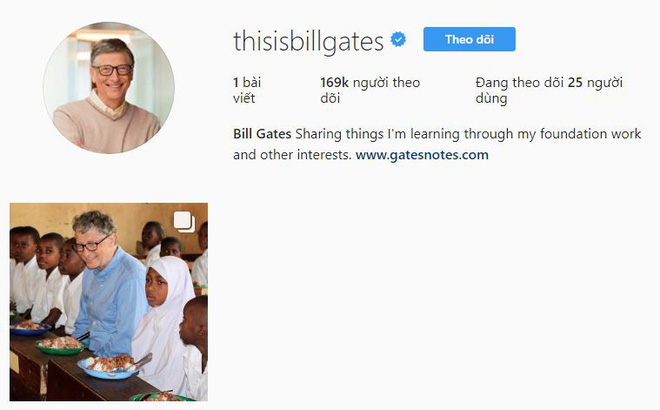 thisisbillgates
Theo dõi
1 bài
viết
169k người theo
dõi
Đang theo dõi 25 người
dùng
Bill Gates Sharing things I'm learning through my foundation work
and other interests. www.gatesnotes.com